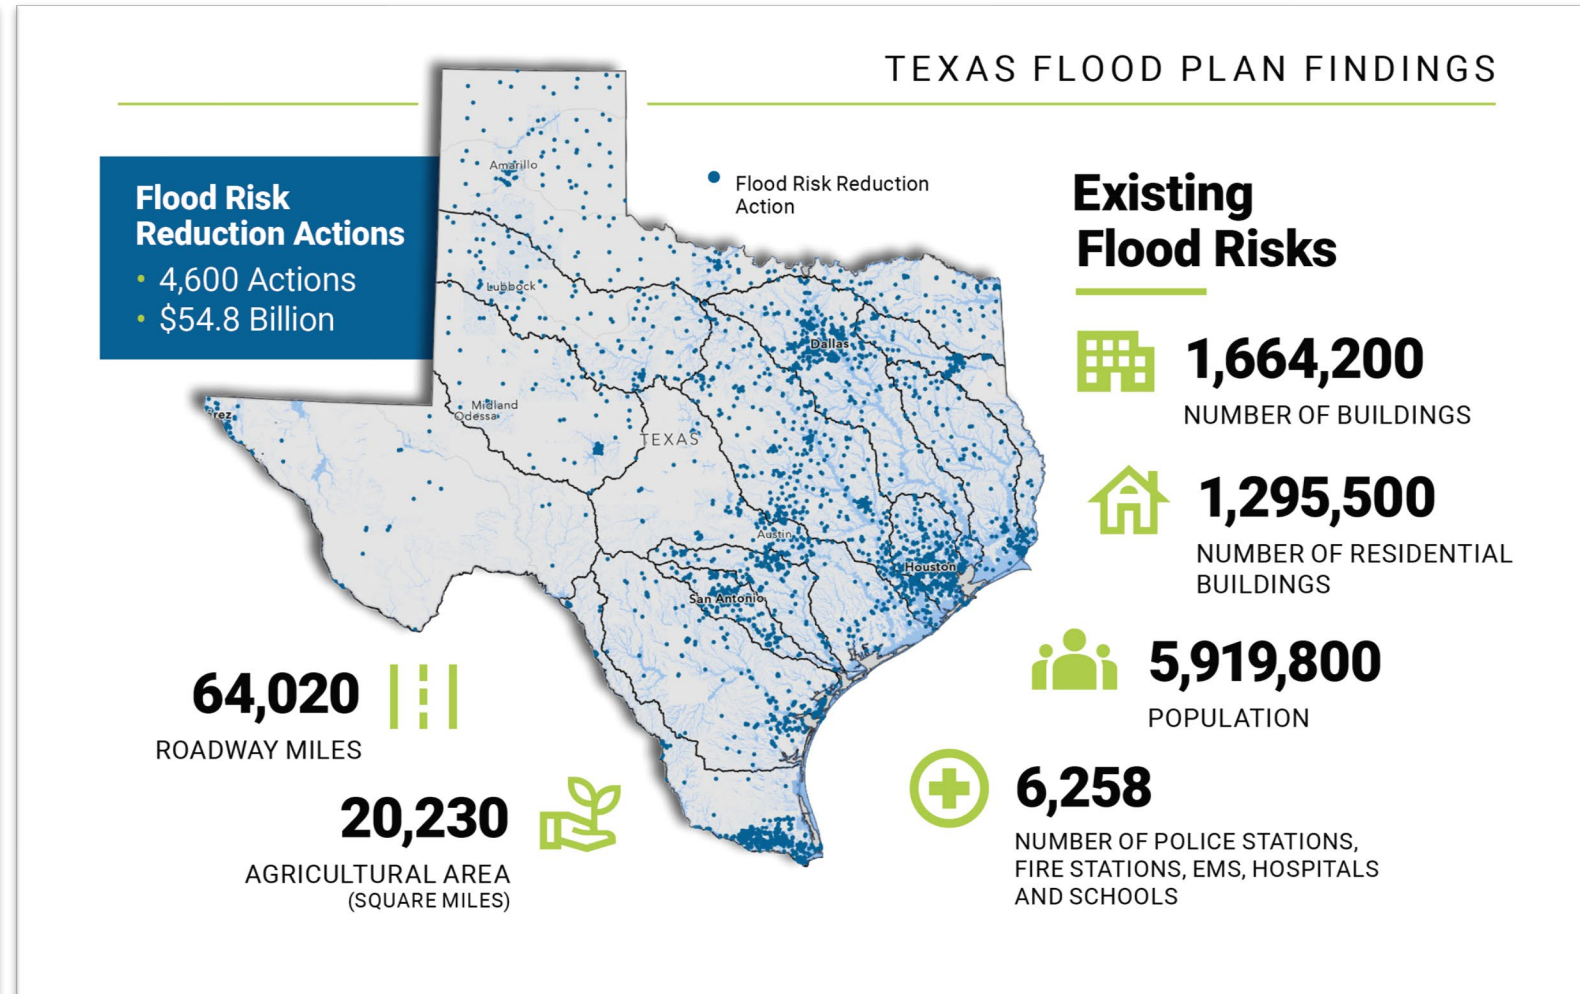 TEXAS FLOOD PLAN FINDINGS
Flood Risk
Reduction Actions
• 4,600 Actions
• $54.8 Billion
Flood Risk Reduction
Action
Amarillo
Lubbock
Midland
Odessa
TEXAS
Dallas
Austin
Houston
San Antonio
rez
Existing
Flood Risks
1,664,200
NUMBER OF BUILDINGS
1,295,500
NUMBER OF RESIDENTIAL
BUILDINGS
5,919,800
POPULATION
6,258
NUMBER OF POLICE STATIONS,
FIRE STATIONS, EMS, HOSPITALS
AND SCHOOLS
64,020
ROADWAY MILES
20,230
AGRICULTURAL AREA
(SQUARE MILES)